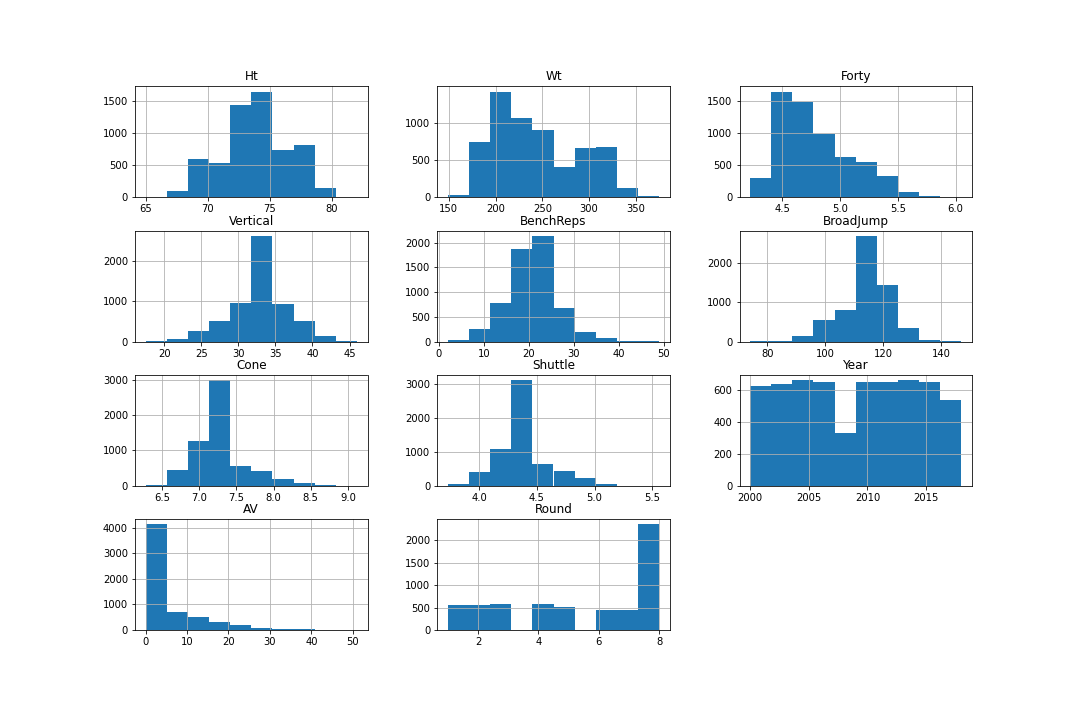 Ht Wt Forty
1500 1000 500 0
65 70 75 80
1000 500 0
150 200 250 300 350
1500 1000 500 0
4.5 5.0 5.5 6.0
Vertical BenchReps BroadJump
2000 1000 0
20 25 30 35 40 45
2000 1500 1000 500 0
0 10 20 30 40 50
2000 1000 0
80 100 120 140
Cone Shuttle Year
3000 2000 1000 0
6.5 7.0 7.5 8.0 8.5 9.0
3000 2000 1000 0
4.0 4.5 5.0 5.5
600 400 200 0
2000 2005 2010 2015
AV Round
4000 3000 2000 1000 0
0 10 20 30 40 50
2000 1500 1000 500 0
2 4 6 8